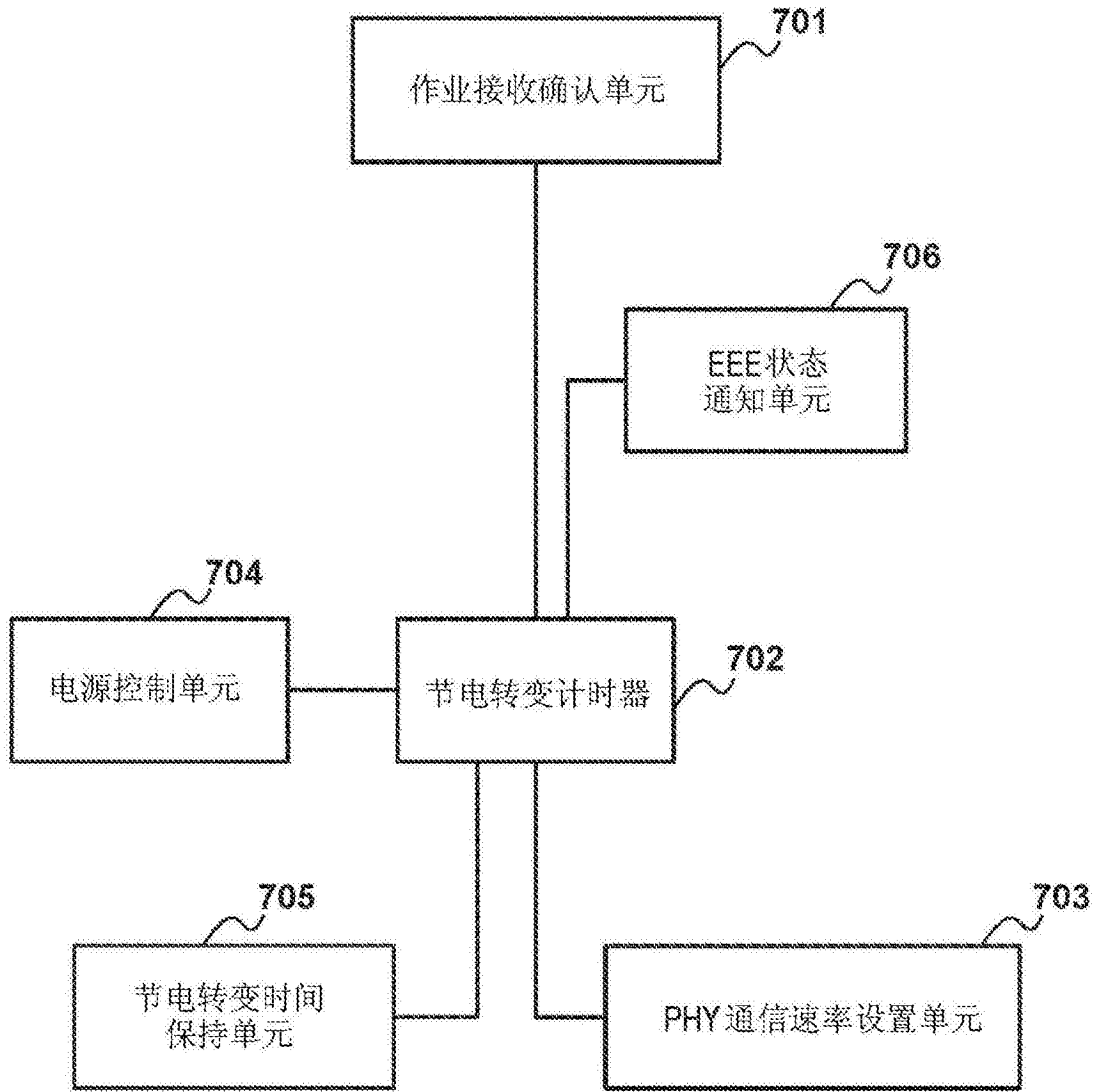 701
作业接收确认单元
706
EEE状态
通知单元
704
电源控制单元
702
节电转变计时器
705
节电转变时间
保持单元
703
PHY通信速率设置单元